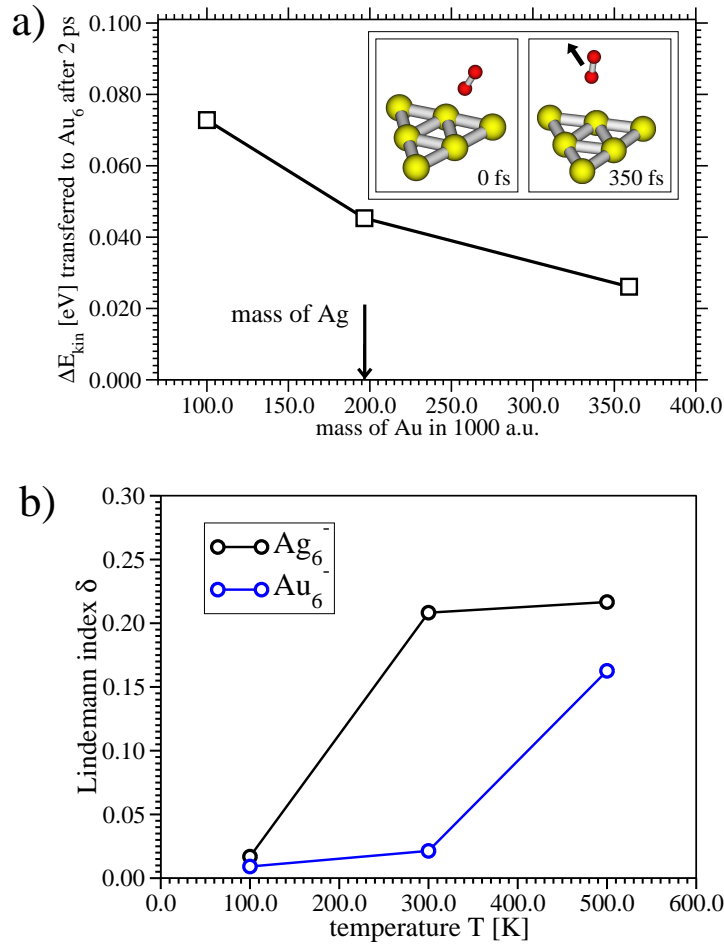 a)
ΔE_kin [eV] transferred to Au_6 after 2 ps
0.100
0.080
0.060
0.040
0.020
0.000
0 fs
350 fs
mass of Ag
100.0 150.0 200.0 250.0 300.0 350.0 400.0
mass of Au in 1000 a.u.
b)
Lindemann index δ
0.30
0.25
0.20
0.15
0.10
0.05
0.00
Ag_6^-
Au_6^-
0.0 100.0 200.0 300.0 400.0 500.0 600.0
temperature T [K]